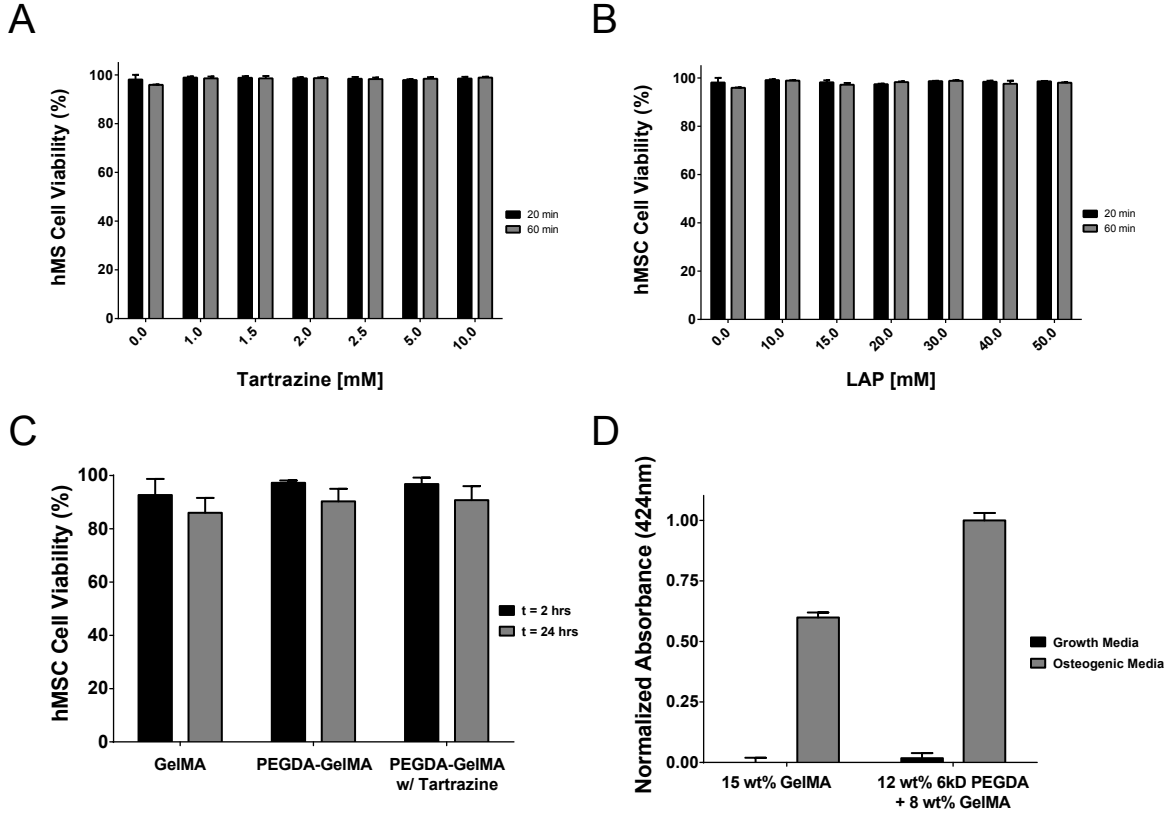 A
hMS Cell Viability (%)
100
80
60
40
20
0
0.0
1.0
1.5
2.0
2.5
5.0
10.0
Tartrazine [mM]
20 min
60 min
B
hMSC Cell Viability (%)
100
80
60
40
20
0
0.0
10.0
15.0
20.0
30.0
40.0
50.0
LAP [mM]
20 min
60 min
C
hMSC Cell Viability (%)
100
80
60
40
20
0
GelMA
PEGDA-GelMA
PEGDA-GelMA
w/ Tartrazine
t = 2 hrs
t = 24 hrs
D
Normalized Absorbance (424nm)
1.00
0.75
0.50
0.25
0.00
15 wt% GelMA
12 wt% 6kD PEGDA
+ 8 wt% GelMA
Growth Media
Osteogenic Media